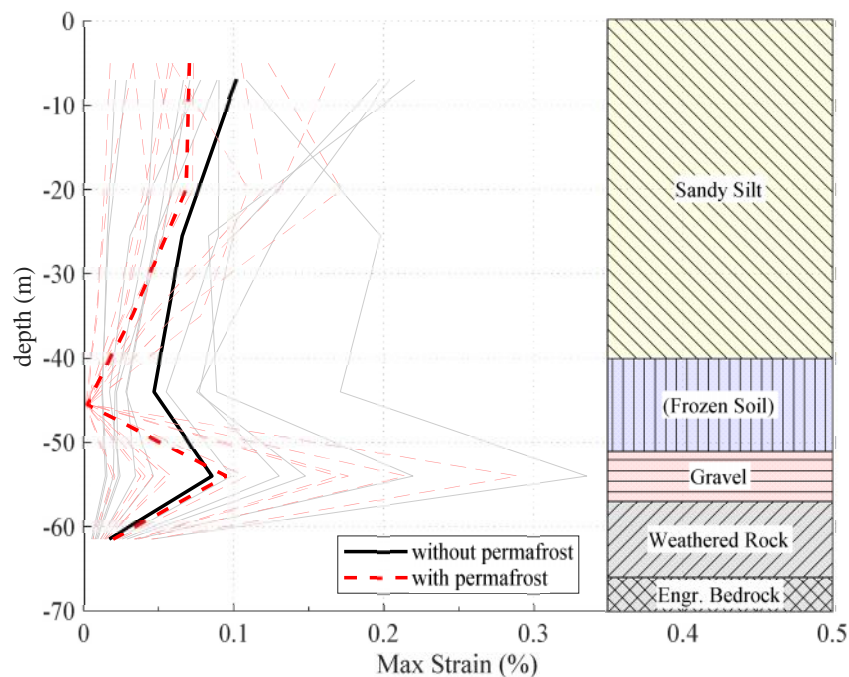 0
-10
-20
-30
-40
-50
-60
-70
depth (m)
Sandy Silt
(Frozen Soil)
Gravel
Weathered Rock
Engr. Bedrock
without permafrost
with permafrost
0 0.1 0.2 0.3 0.4 0.5
Max Strain (%)